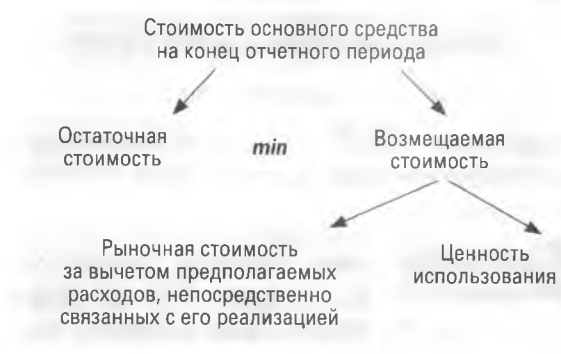 Стоимость основного средства
на конец отчетного периода
Остаточная
стоимость
min
Возмещаемая
стоимость
Рыночная стоимость
за вычетом предполагаемых
расходов, непосредственно
связанных с его реализацией
Ценность
использования